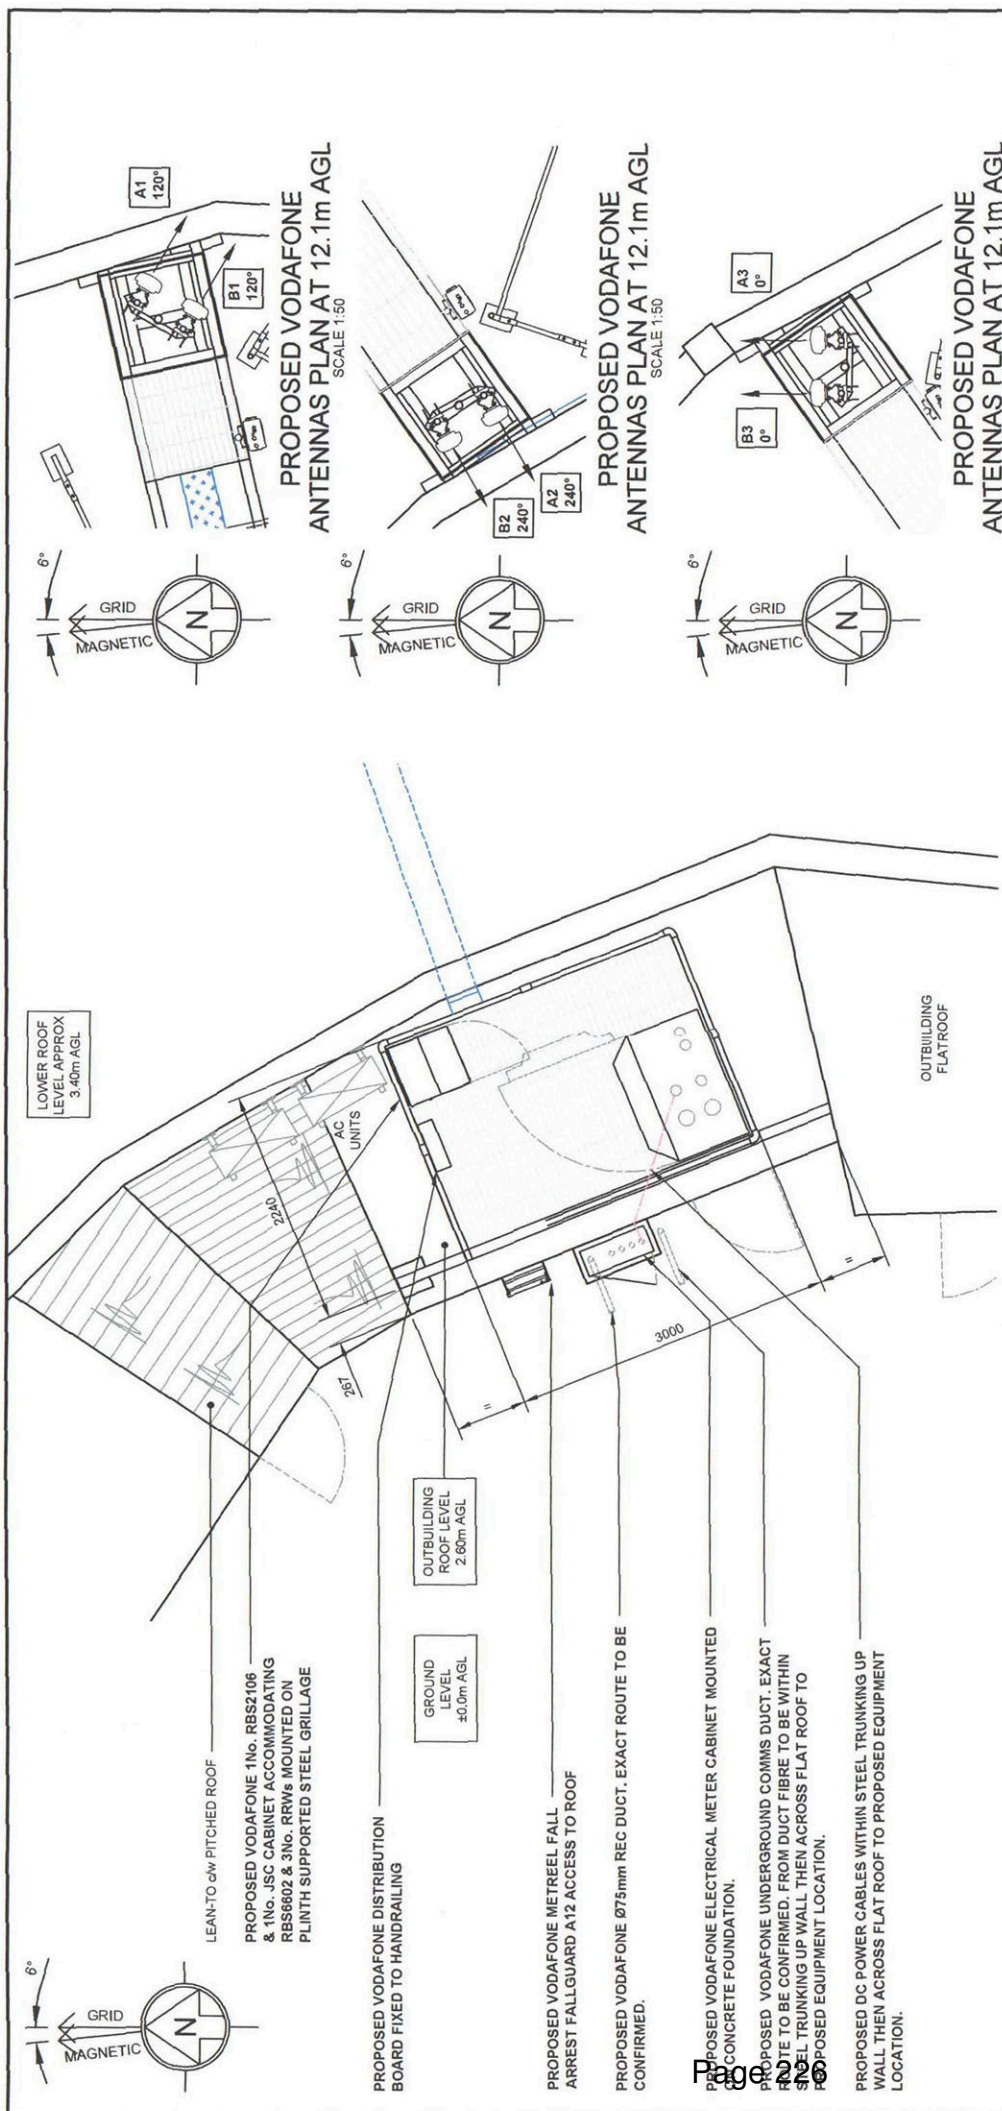 6°
GRID
MAGNETIC
N
LEAN-TO c/w PITCHED ROOF
PROPOSED VODAFONE 1No. RBS2106
& 1No. JSC CABINET ACCOMMODATING
RBS6602 & 3No. RRWs MOUNTED ON
PLINTH SUPPORTED STEEL GRILLAGE
PROPOSED VODAFONE DISTRIBUTION
BOARD FIXED TO HANDRAILING
PROPOSED VODAFONE METREEL FALL
ARREST FALLGUARD A12 ACCESS TO ROOF
PROPOSED VODAFONE Ø75mm REC DUCT. EXACT ROUTE TO BE
CONFIRMED.
PROPOSED VODAFONE ELECTRICAL METER CABINET MOUNTED
CONCRETE FOUNDATION.
PROPOSED VODAFONE UNDERGROUND COMMS DUCT. EXACT
TO BE CONFIRMED. FROM DUCT FIBRE TO BE WITHIN
TRUNKING UP WALL THEN ACROSS FLAT ROOF TO
PROPOSED EQUIPMENT LOCATION.
PROPOSED DC POWER CABLES WITHIN STEEL TRUNKING UP
WALL THEN ACROSS FLAT ROOF TO PROPOSED EQUIPMENT
LOCATION.
GROUND
LEVEL
±0.0m AGL
OUTBUILDING
ROOF LEVEL
2.60m AGL
LOWER ROOF
LEVEL APPROX
3.40m AGL
2240
267
AC
UNITS
=
3000
=
OUTBUILDING
FLATROOF
6°
GRID
MAGNETIC
N
A1
120°
B1
120°
PROPOSED VODAFONE
ANTENNAS PLAN AT 12.1m AGL
SCALE 1:50
6°
GRID
MAGNETIC
N
B2
240°
A2
240°
PROPOSED VODAFONE
ANTENNAS PLAN AT 12.1m AGL
SCALE 1:50
6°
GRID
MAGNETIC
N
B3
0°
A3
0°
PROPOSED VODAFONE
ANTENNAS PLAN AT 12.1m AGL
Page 226